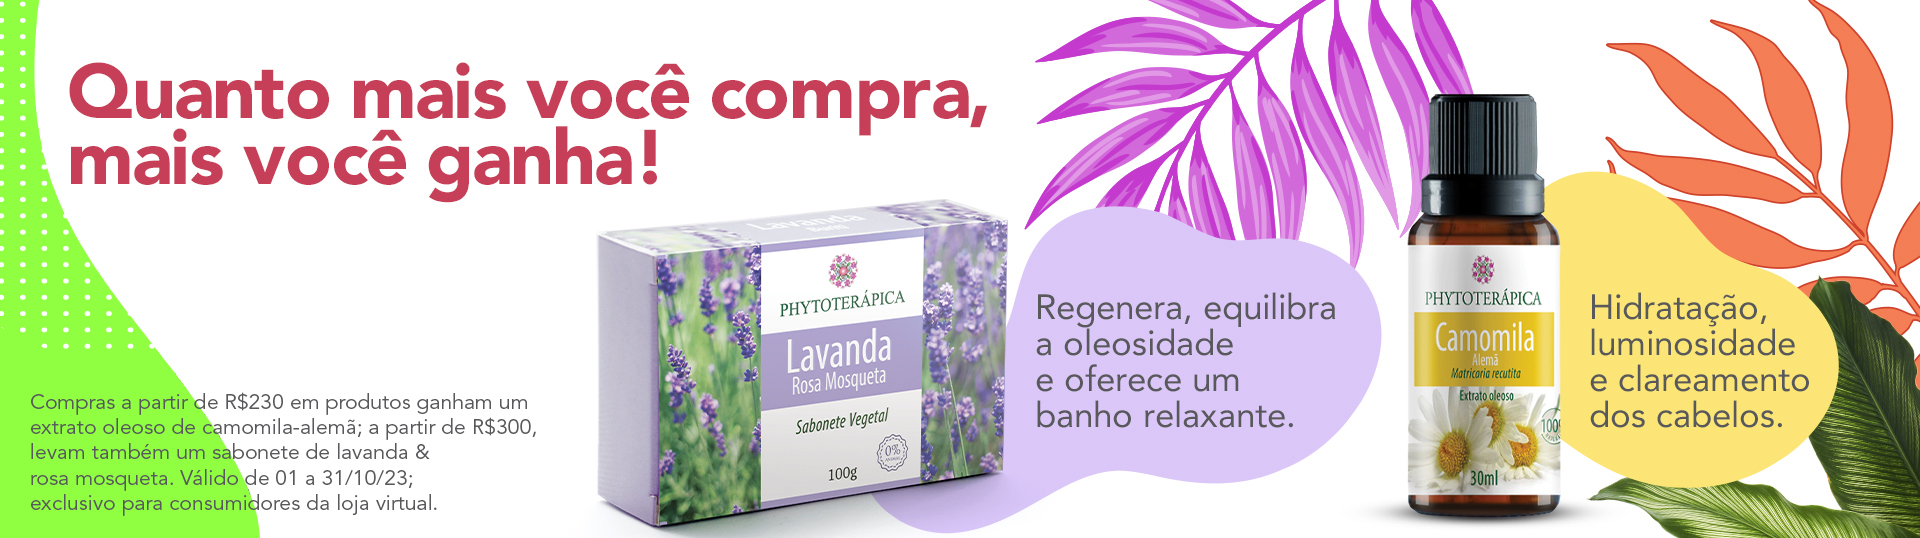 Quanto mais você compra,
mais você ganha!
Compras a partir de R$230 em produtos ganham um
extrato oleoso de camomila-alemã; a partir de R$300,
levam também um sabonete de lavanda &
rosa mosqueta. Válido de 01 a 31/10/23;
exclusivo para consumidores da loja virtual.
Lavanda
PHYTOTERÁPICA
Lavanda
Rosa Mosqueta
Sabonete Vegetal
0%
100g
Regenera, equilibra
a oleosidade
e oferece um
banho relaxante.
PHYTOTERÁPICA
Camomila
Alemã
Matricaria recutita
Extrato oleoso
100%
30ml
Hidratação,
luminosidade
e clareamento
dos cabelos.